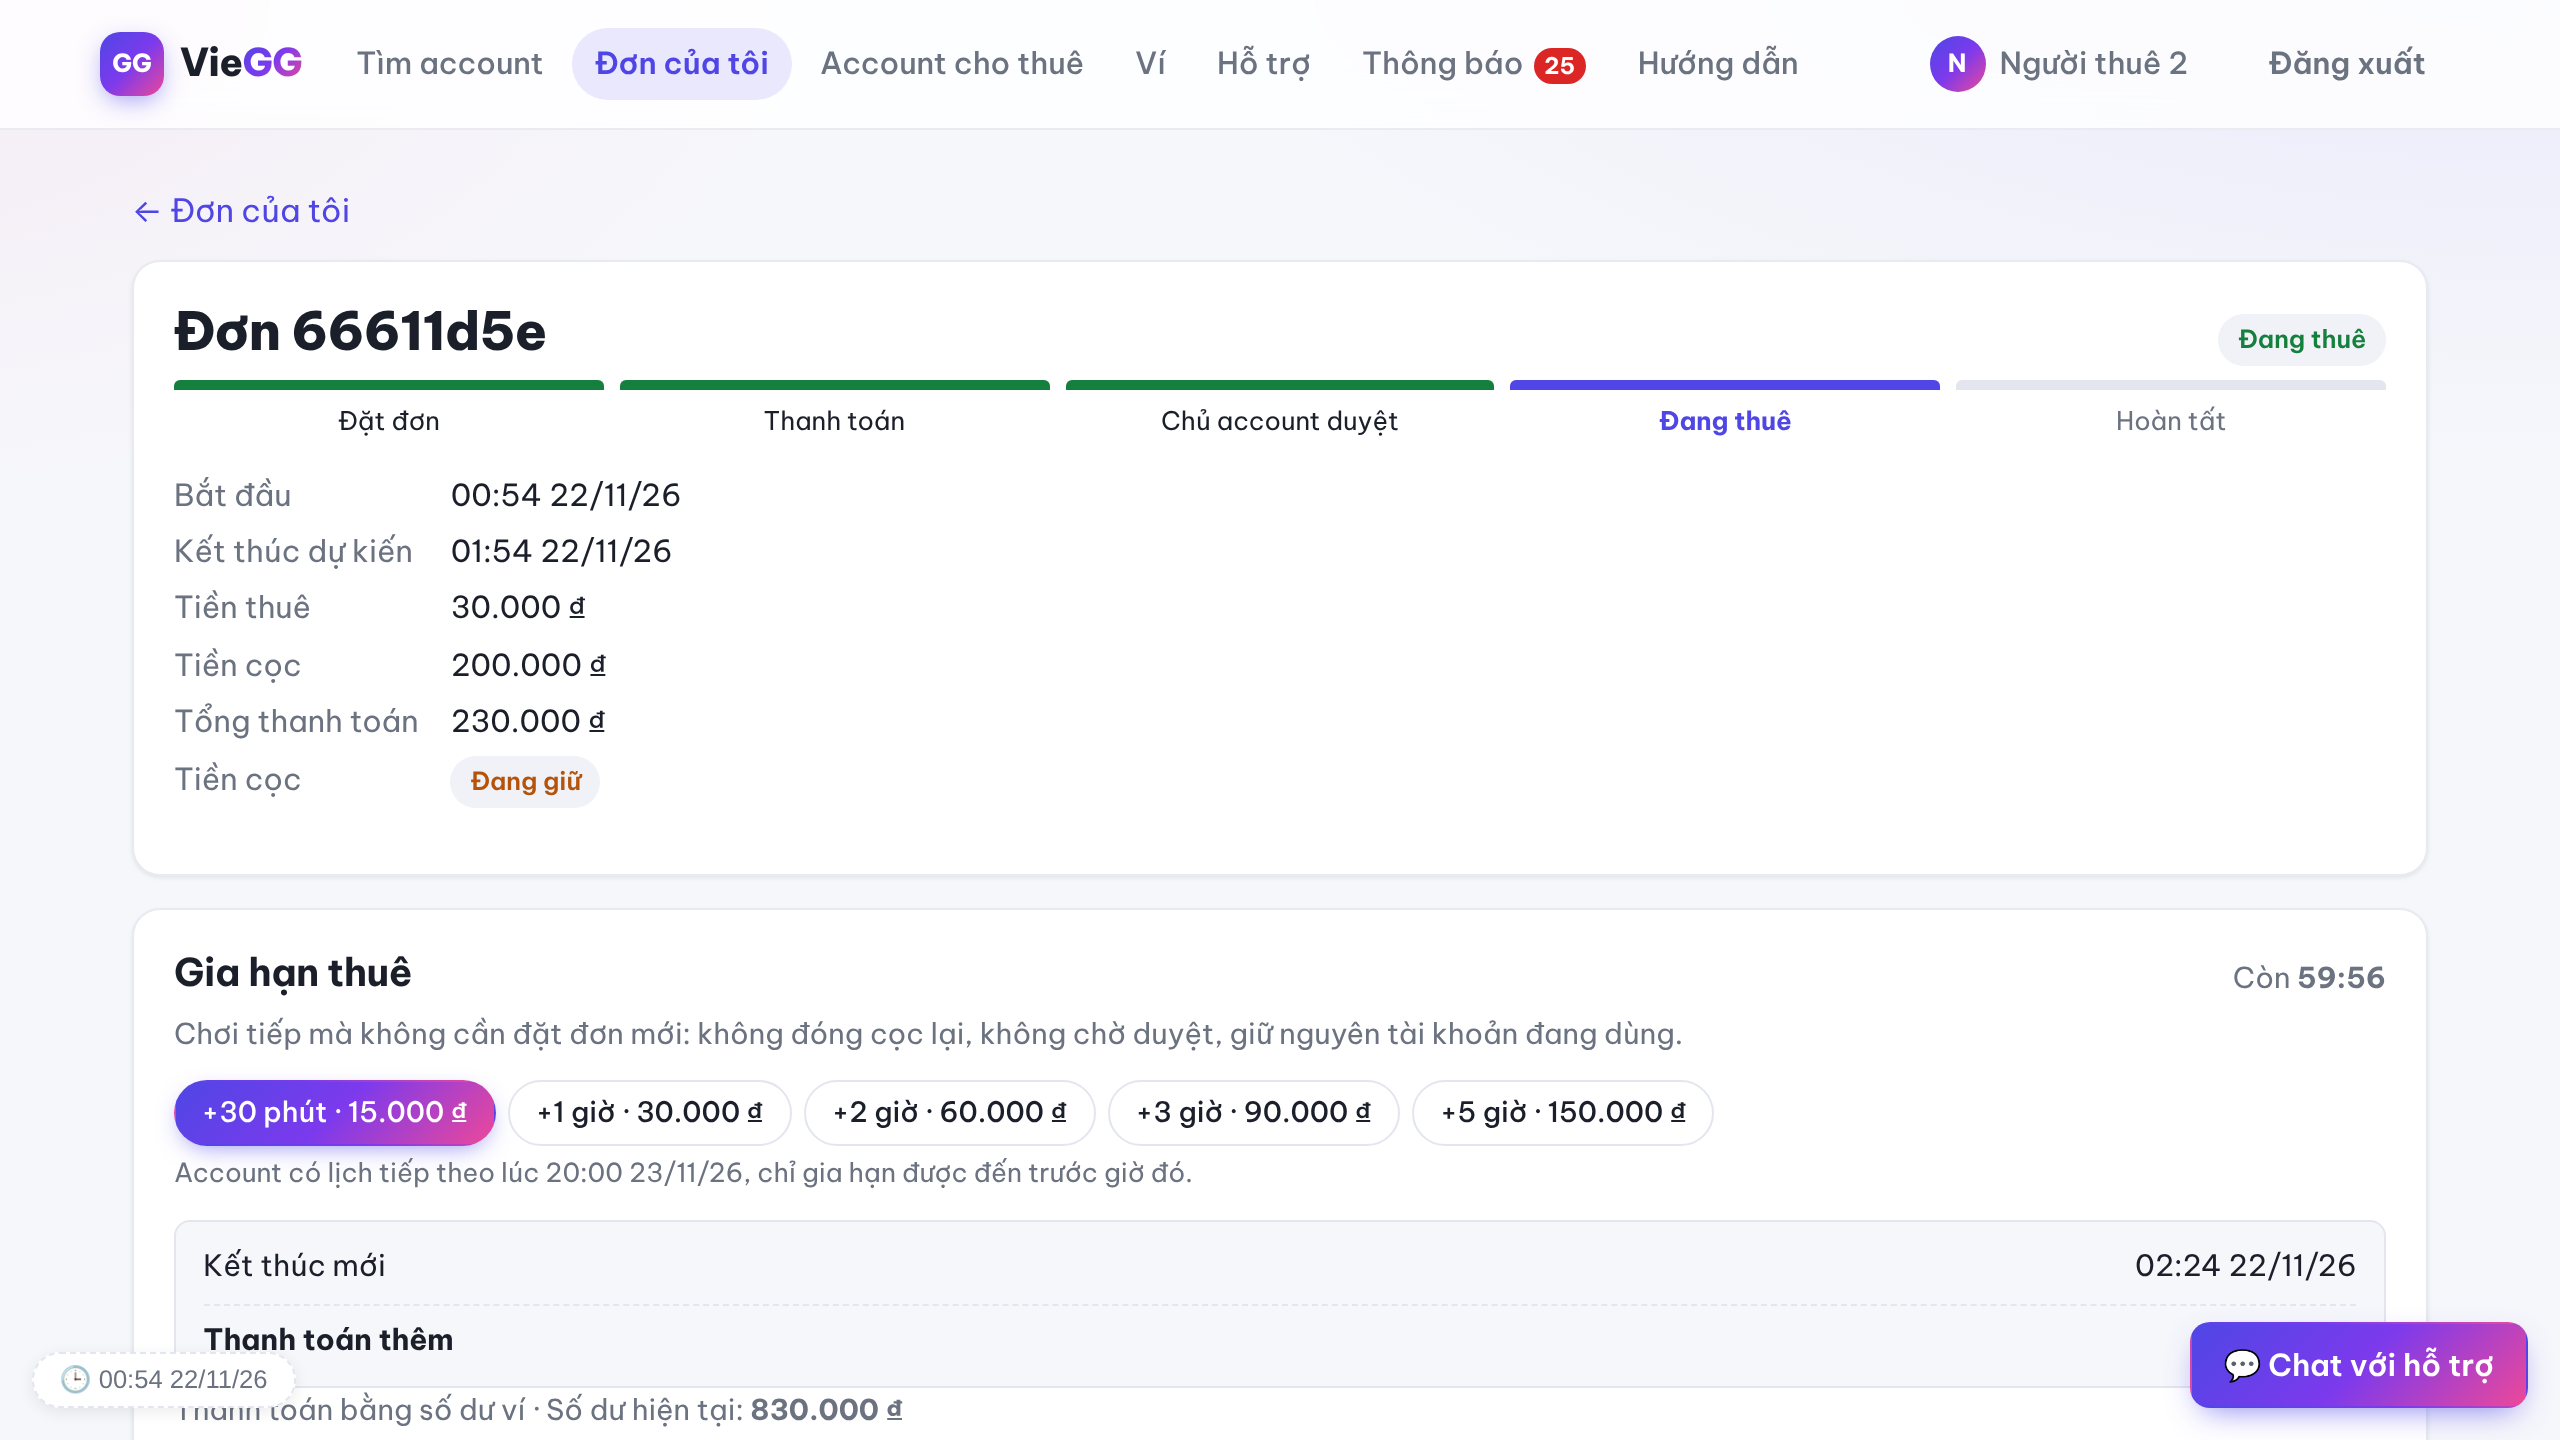 GG VieGG Tìm account Đơn của tôi Account cho thuê Ví Hỗ trợ Thông báo 25 Hướng dẫn N Người thuê 2 Đăng xuất
← Đơn của tôi
Đơn 66611d5e Đang thuê
Đặt đơn Thanh toán Chủ account duyệt Đang thuê Hoàn tất
Bắt đầu 00:54 22/11/26
Kết thúc dự kiến 01:54 22/11/26
Tiền thuê 30.000 ₫
Tiền cọc 200.000 ₫
Tổng thanh toán 230.000 ₫
Tiền cọc Đang giữ
Gia hạn thuê Còn 59:56
Chơi tiếp mà không cần đặt đơn mới: không đóng cọc lại, không chờ duyệt, giữ nguyên tài khoản đang dùng.
+30 phút · 15.000 ₫ +1 giờ · 30.000 ₫ +2 giờ · 60.000 ₫ +3 giờ · 90.000 ₫ +5 giờ · 150.000 ₫
Account có lịch tiếp theo lúc 20:00 23/11/26, chỉ gia hạn được đến trước giờ đó.
Kết thúc mới 02:24 22/11/26
Thanh toán thêm
💬 Chat với hỗ trợ
🕒 00:54 22/11/26
Thanh toán bằng số dư ví · Số dư hiện tại: 830.000 ₫